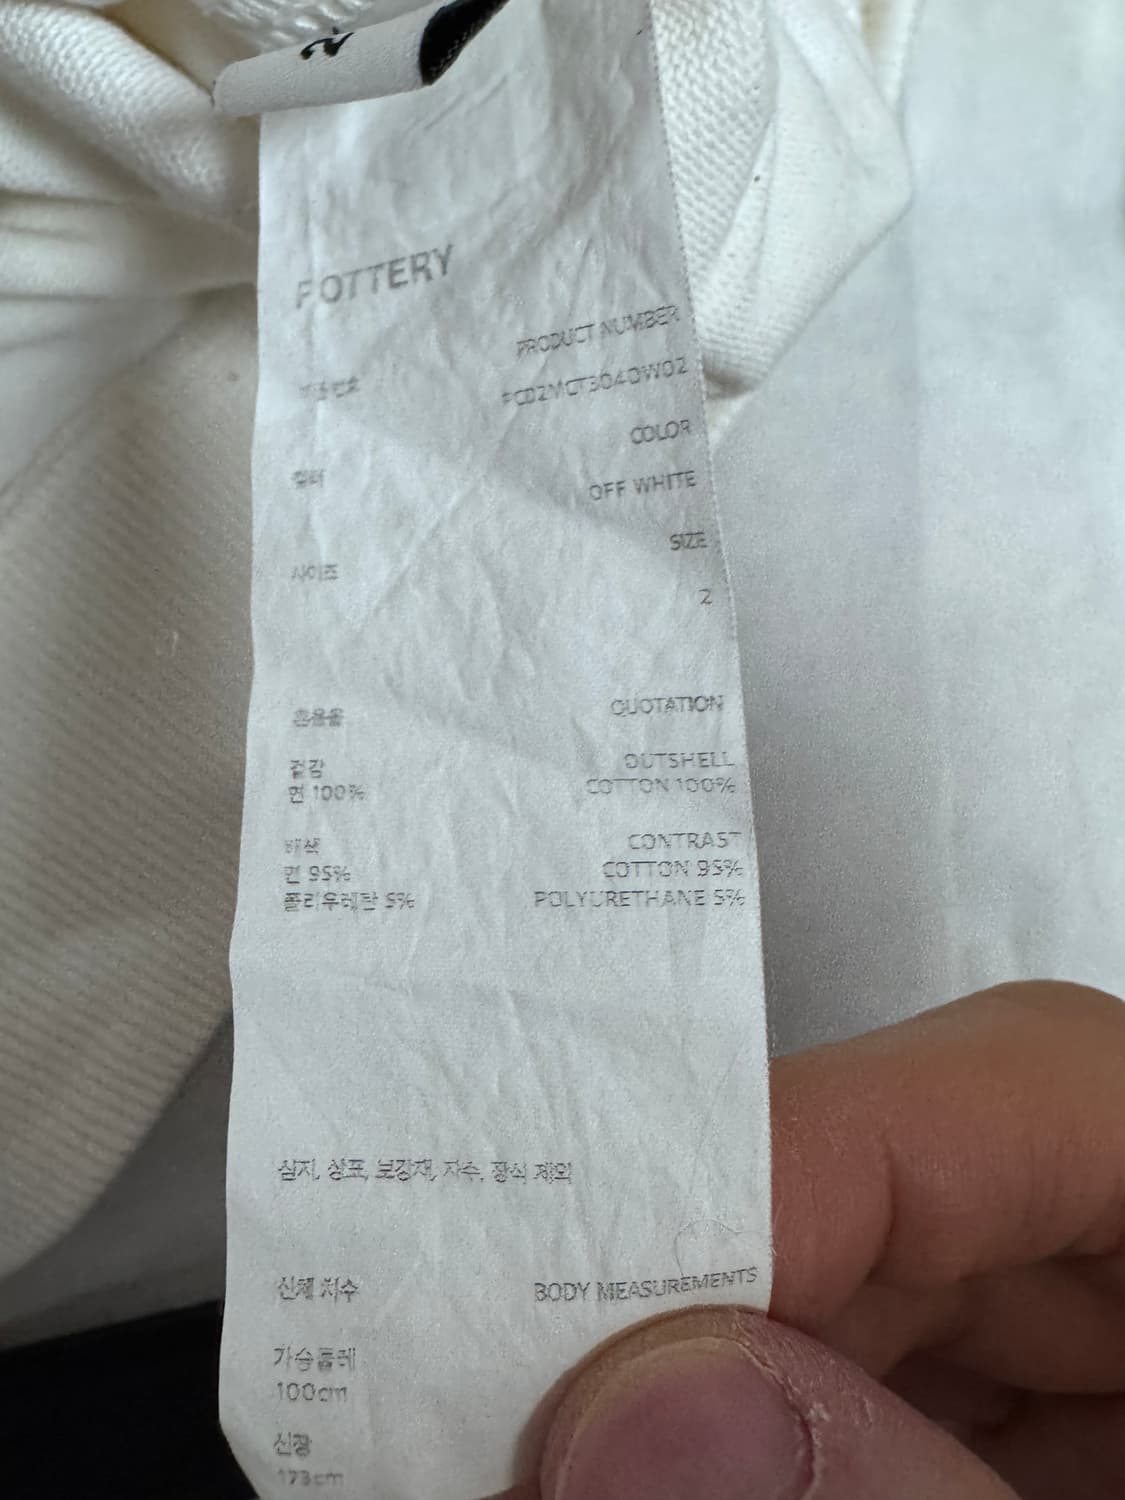 2
POTTERY
PRODUCT NUMBER
제품번호
COLOR
컬러
OFF WHITE
SIZE
사이즈
2
혼용율 QUOTATION
겉감 OUTSHELL
면 100% COTTON 100%
배색 CONTRAST
면 95% COTTON 95%
폴리우레탄 5% POLYURETHANE 5%
심지, 상표, 보강재, 자수, 장식 제외
신체 치수 BODY MEASUREMENTS
가슴둘레
100cm
신장
173cm